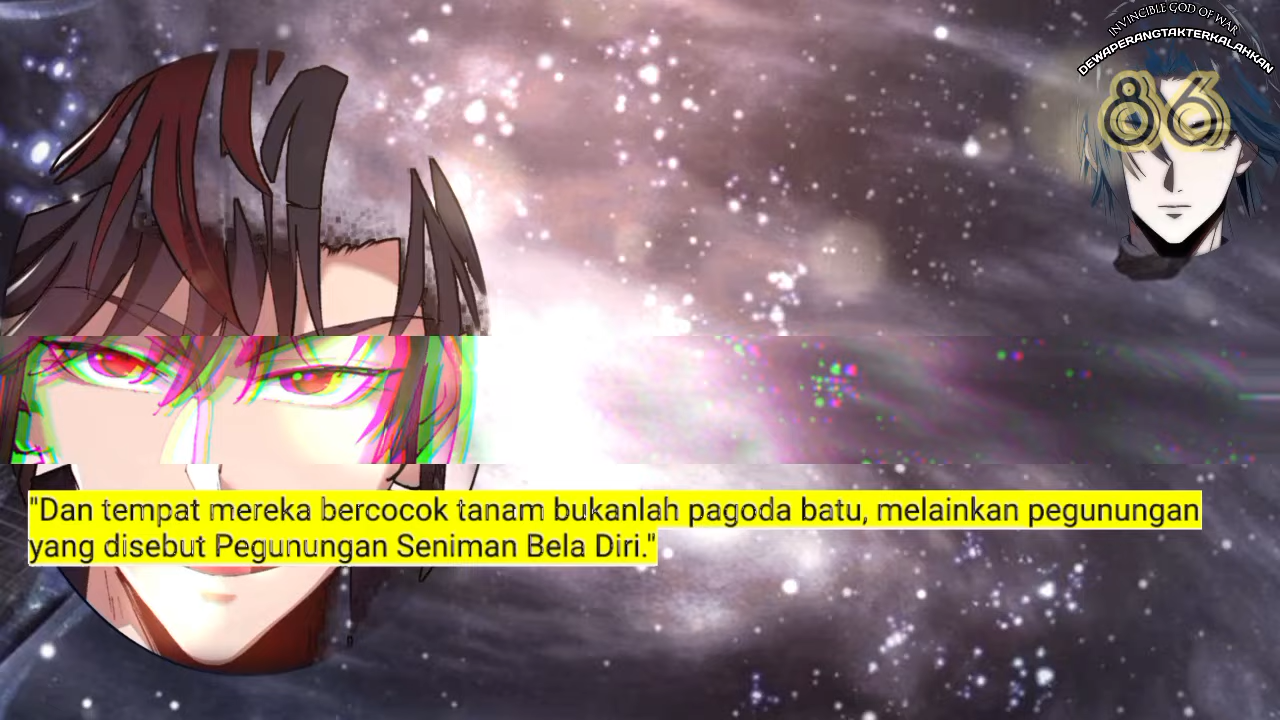 INVINCIBLE GOD OF WAR
DEWAPERANGTAKTERKALAHKAN
86
"Dan tempat mereka bercocok tanam bukanlah pagoda batu, melainkan pegunungan
yang disebut Pegunungan Seniman Bela Diri."